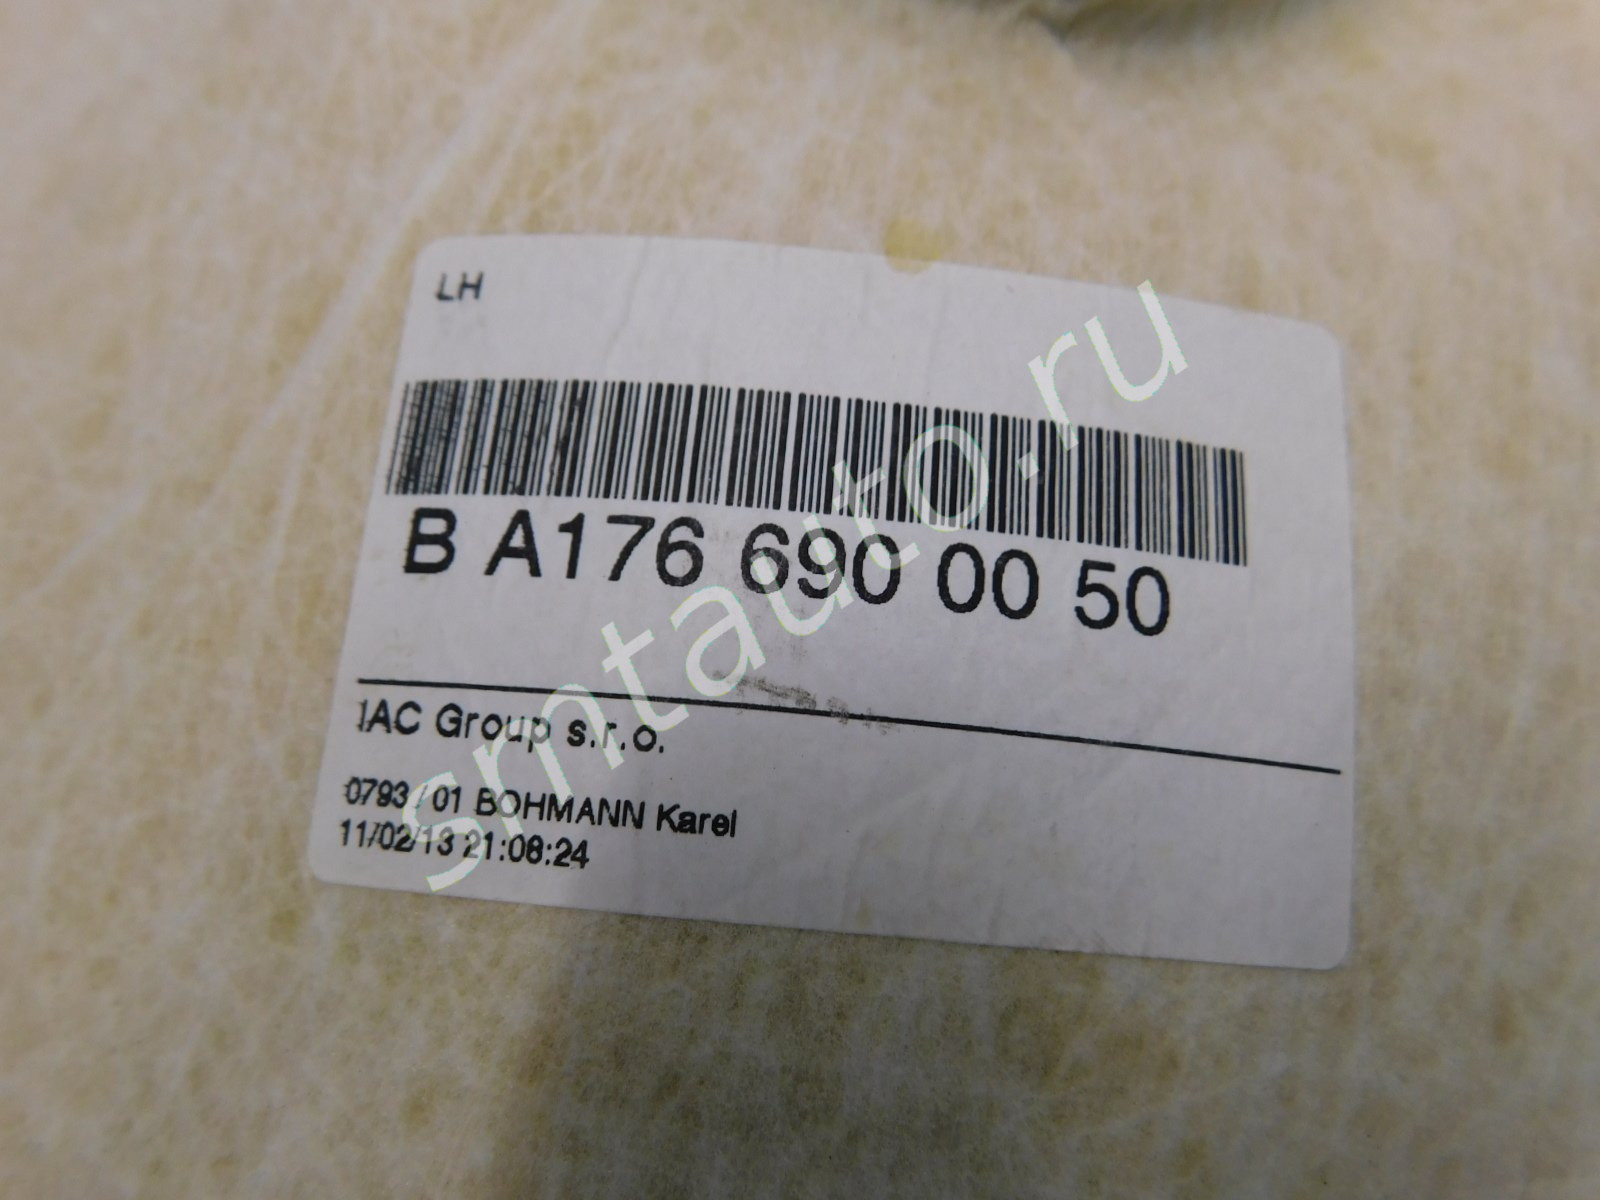 LH
B A176 690 00 50
IAC Group s.r.o.
0793 / 01 BOHMANN Karel
11/02/13 21:08:24
smtauto.ru